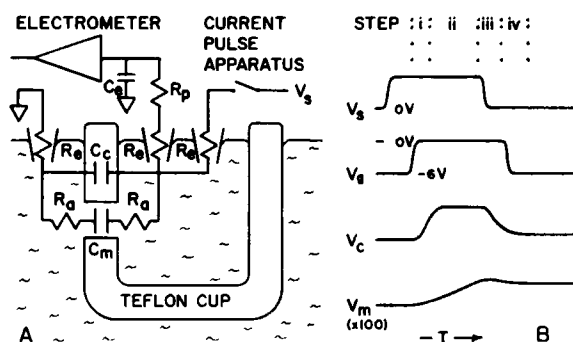 ELECTROMETER
CURRENT
PULSE
APPARATUS
Ce
Rp
Vs
Re
Cc
Re
Re
Ra
Ra
Cm
TEFLON CUP
A
STEP i ii iii iv
Vs
0V
Vg
- 0V
-6V
Vc
Vm
(x100)
- T →
B